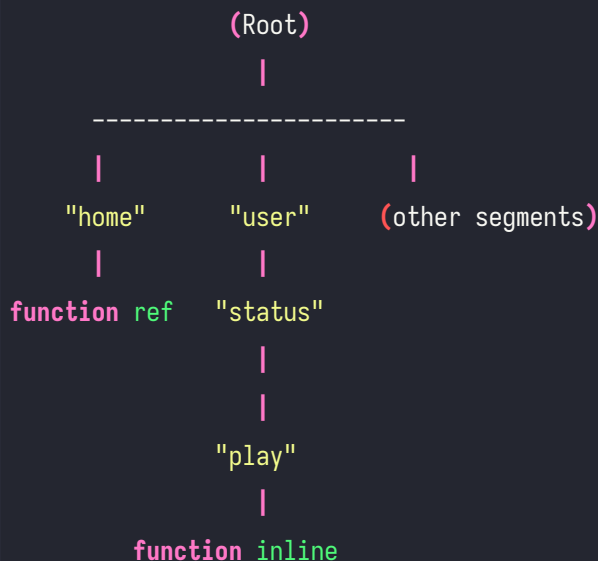 (Root)
|
-----------------------
| | |
"home" "user" (other segments)
| |
function ref "status"
|
|
"play"
|
function inline